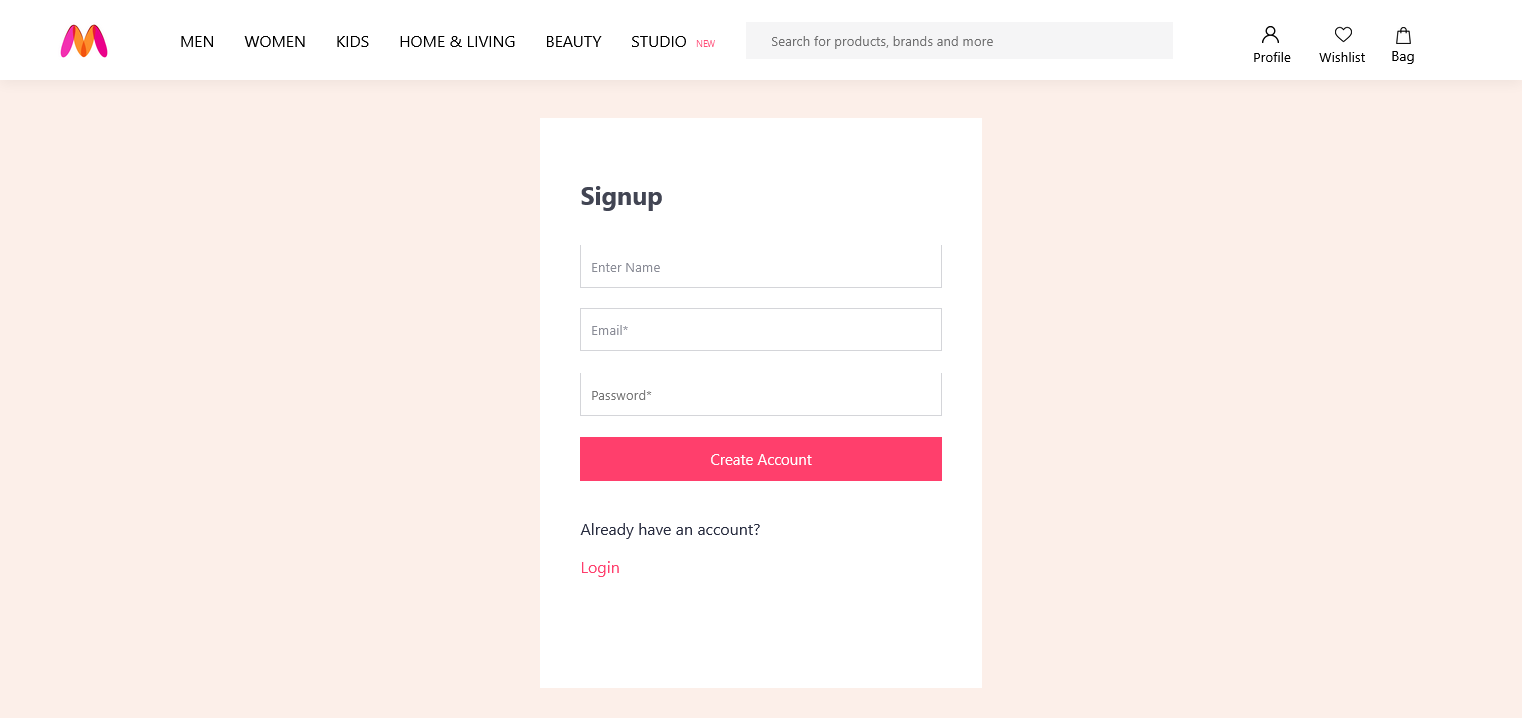 MEN WOMEN KIDS HOME & LIVING BEAUTY STUDIO NEW Search for products, brands and more Profile Wishlist Bag
Signup
Enter Name
Email*
Password*
Create Account
Already have an account?
Login